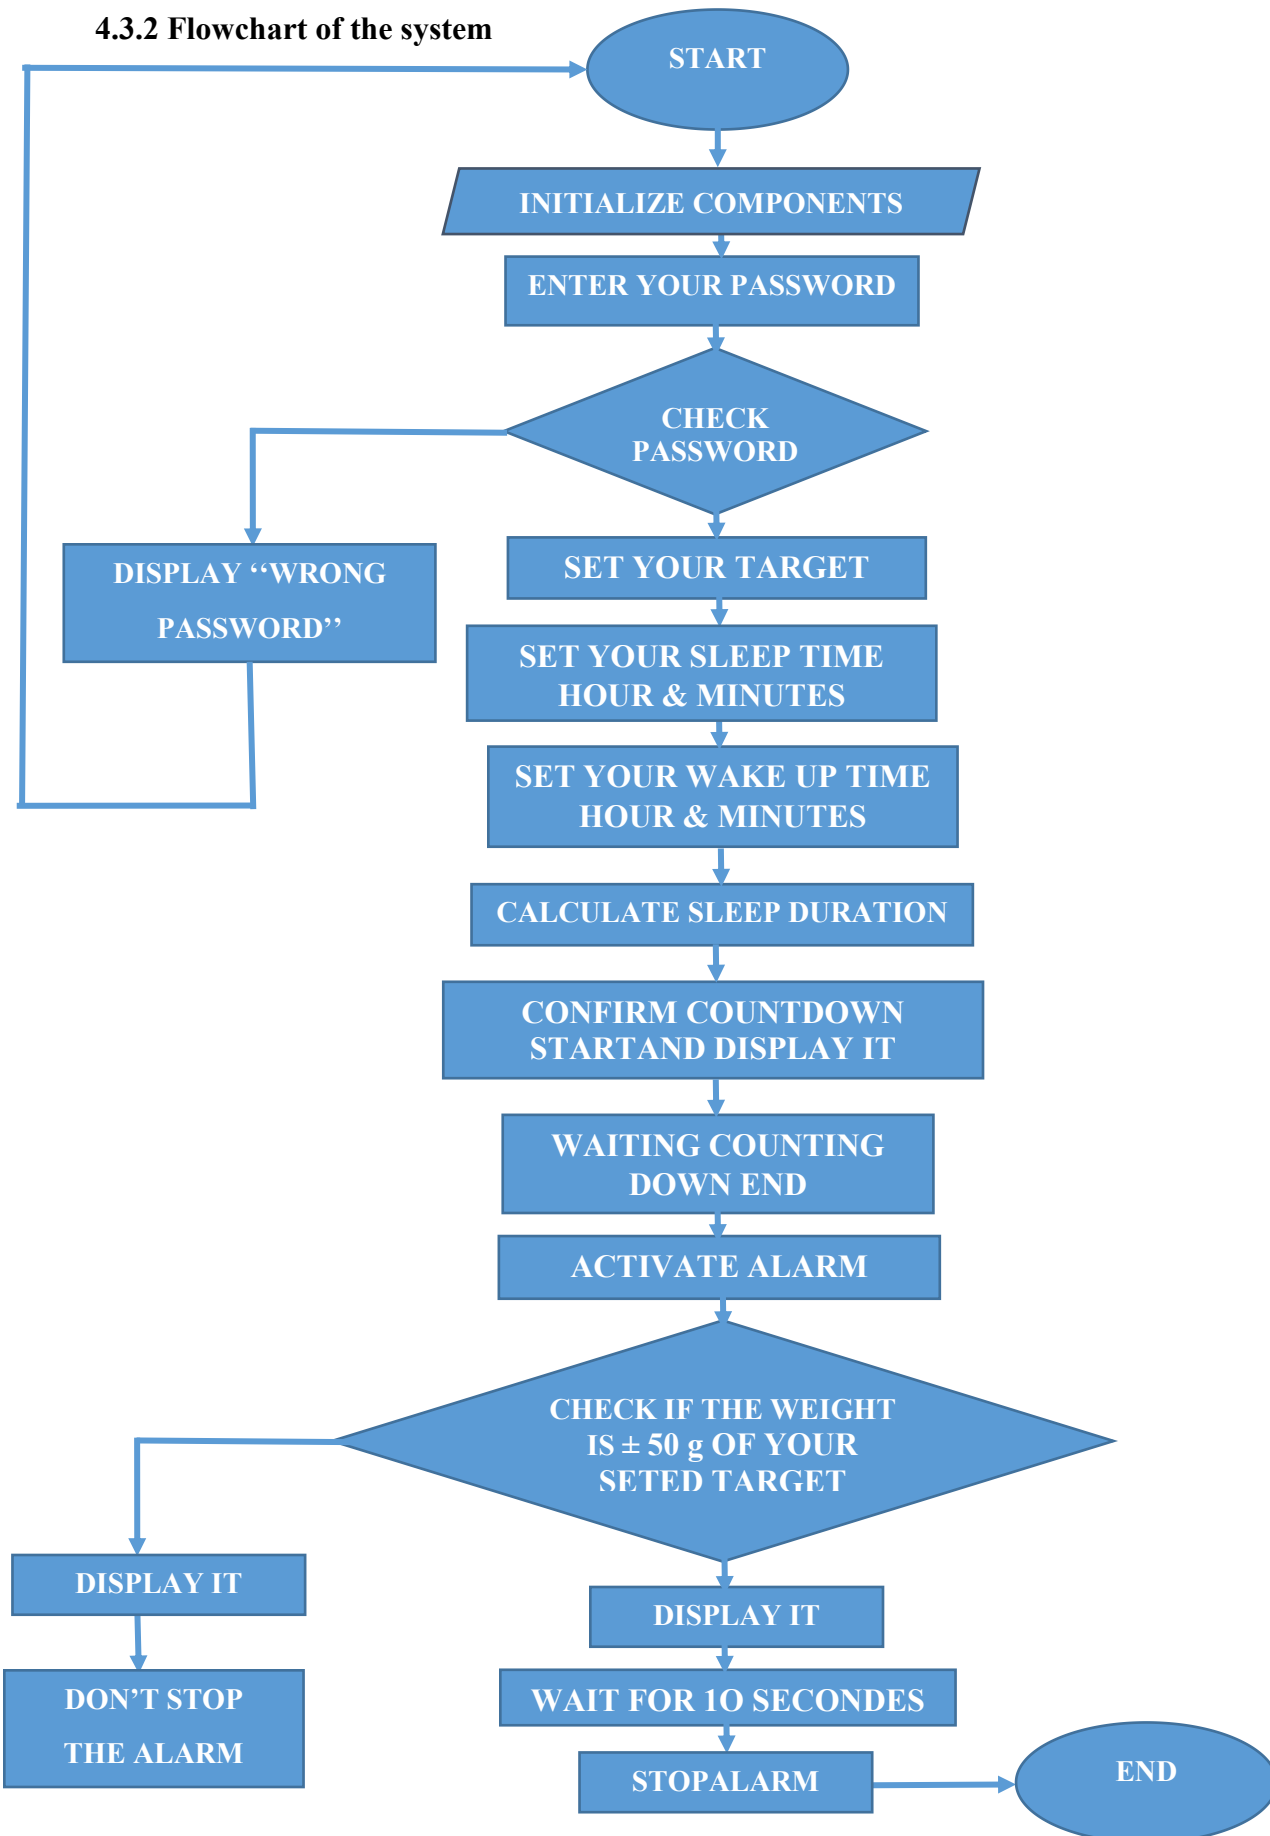 4.3.2 Flowchart of the system
START
INITIALIZE COMPONENTS
ENTER YOUR PASSWORD
CHECK
PASSWORD
DISPLAY ‘‘WRONG
PASSWORD’’
SET YOUR TARGET
SET YOUR SLEEP TIME
HOUR & MINUTES
SET YOUR WAKE UP TIME
HOUR & MINUTES
CALCULATE SLEEP DURATION
CONFIRM COUNTDOWN
STARTAND DISPLAY IT
WAITING COUNTING
DOWN END
ACTIVATE ALARM
CHECK IF THE WEIGHT
IS ± 50 g OF YOUR
SETED TARGET
DISPLAY IT
DON’T STOP
THE ALARM
DISPLAY IT
WAIT FOR 1O SECONDES
STOPALARM
END